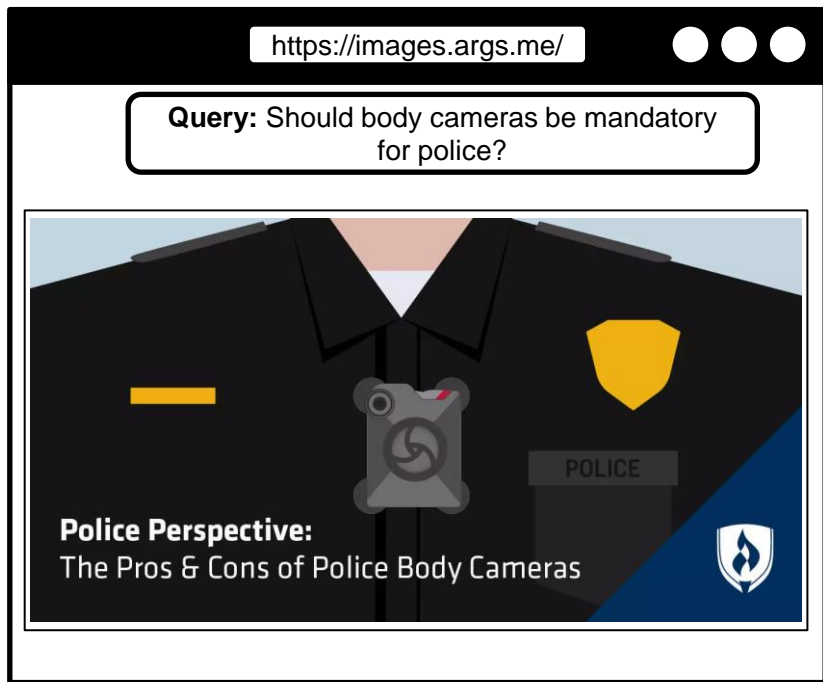 https://images.args.me/
Query: Should body cameras be mandatory
for police?
POLICE
Police Perspective:
The Pros & Cons of Police Body Cameras